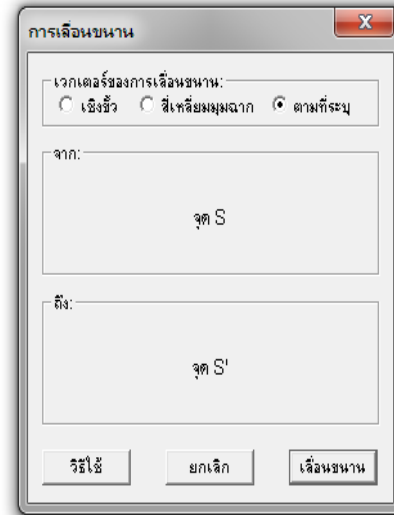 การเลื่อนขนาน
เวกเตอร์ของการเลื่อนขนาน:
เชิงขั้ว สี่เหลี่ยมมุมฉาก ตามที่ระบุ
จาก:
จุด S
ถึง:
จุด S'
วิธีใช้ ยกเลิก เลื่อนขนาน